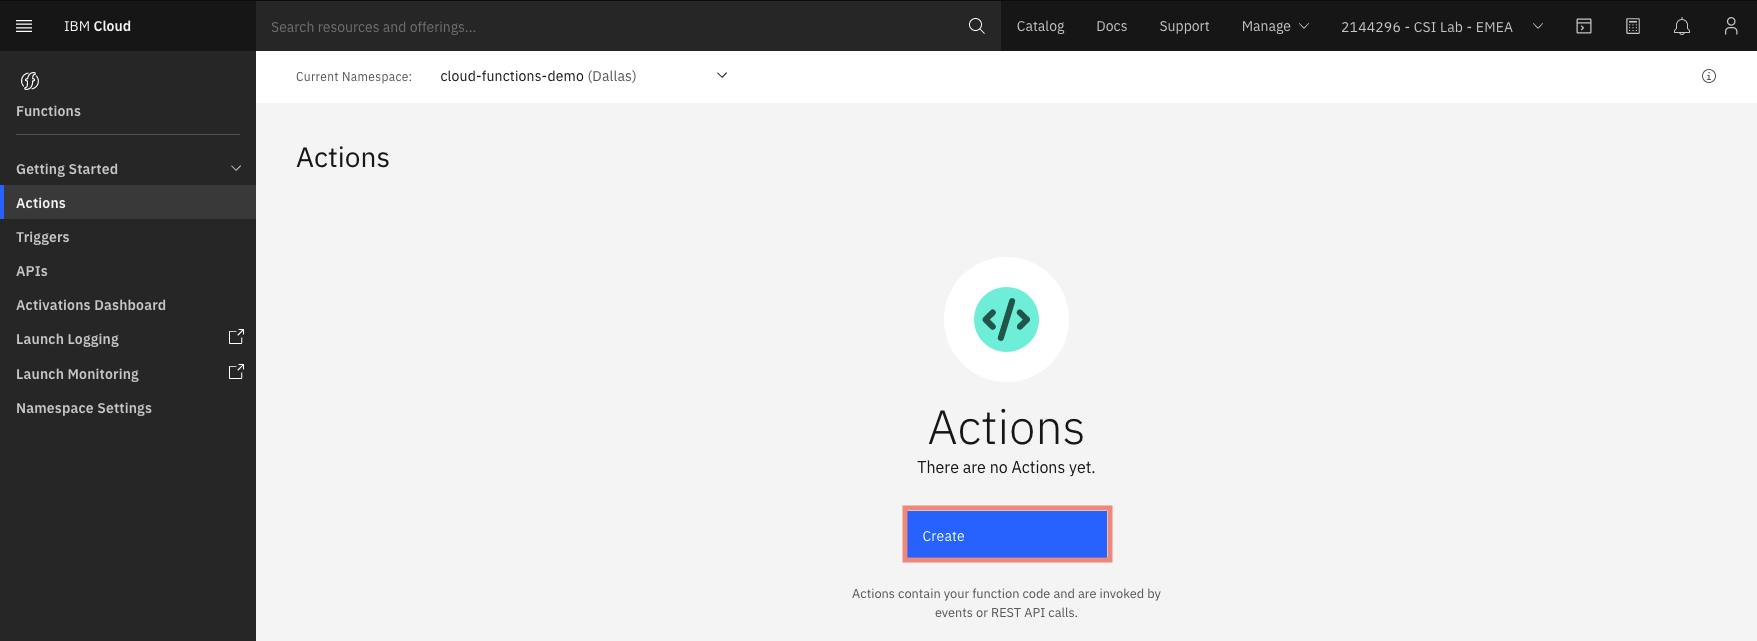 IBM Cloud
Search resources and offerings...
Catalog
Docs
Support
Manage
2144296 - CSI Lab - EMEA
Functions
Getting Started
Actions
Triggers
APIs
Activations Dashboard
Launch Logging
Launch Monitoring
Namespace Settings
Current Namespace: cloud-functions-demo (Dallas)
Actions
</>
Actions
There are no Actions yet.
Create
Actions contain your function code and are invoked by
events or REST API calls.